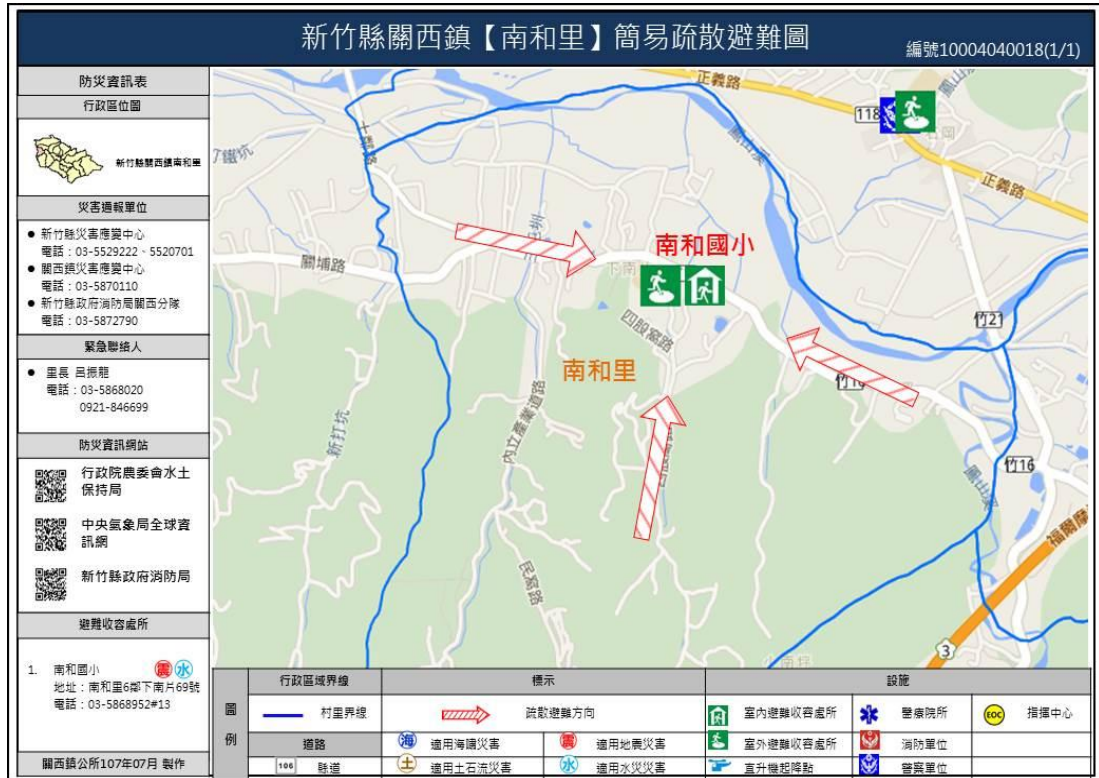 新竹縣關西鎮【南和里】簡易疏散避難圖
編號10004040018(1/1)
防災資訊表
行政區位圖
新竹縣關西鎮南和里
災害通報單位
● 新竹縣災害應變中心
電話：03-5529222、5520701
● 關西鎮災害應變中心
電話：03-5870110
● 新竹縣政府消防局關西分隊
電話：03-5872790
緊急聯絡人
● 里長 呂振龍
電話：03-5868020
0921-846699
防災資訊網站
行政院農委會水土
保持局
中央氣象局全球資
訊網
新竹縣政府消防局
避難收容處所
1. 南和國小 震 水
地址：南和里6鄰下南片69號
電話：03-5868952#13
關西鎮公所107年07月 製作
正義路
鳳山溪
118
正義路
關埔路
南和國小
四股窩路
南和里
竹21
竹16
竹16
鳳山溪
新打坑
內立產業道路
民窩路
3
圖例
行政區域界線
標示
設施
村里界線
疏散避難方向
室內避難收容處所
醫療院所
EOC
指揮中心
道路
海
適用海嘯災害
震
適用地震災害
室外避難收容處所
消防單位
106
縣道
土
適用土石流災害
水
適用水災災害
直升機起降點
警察單位